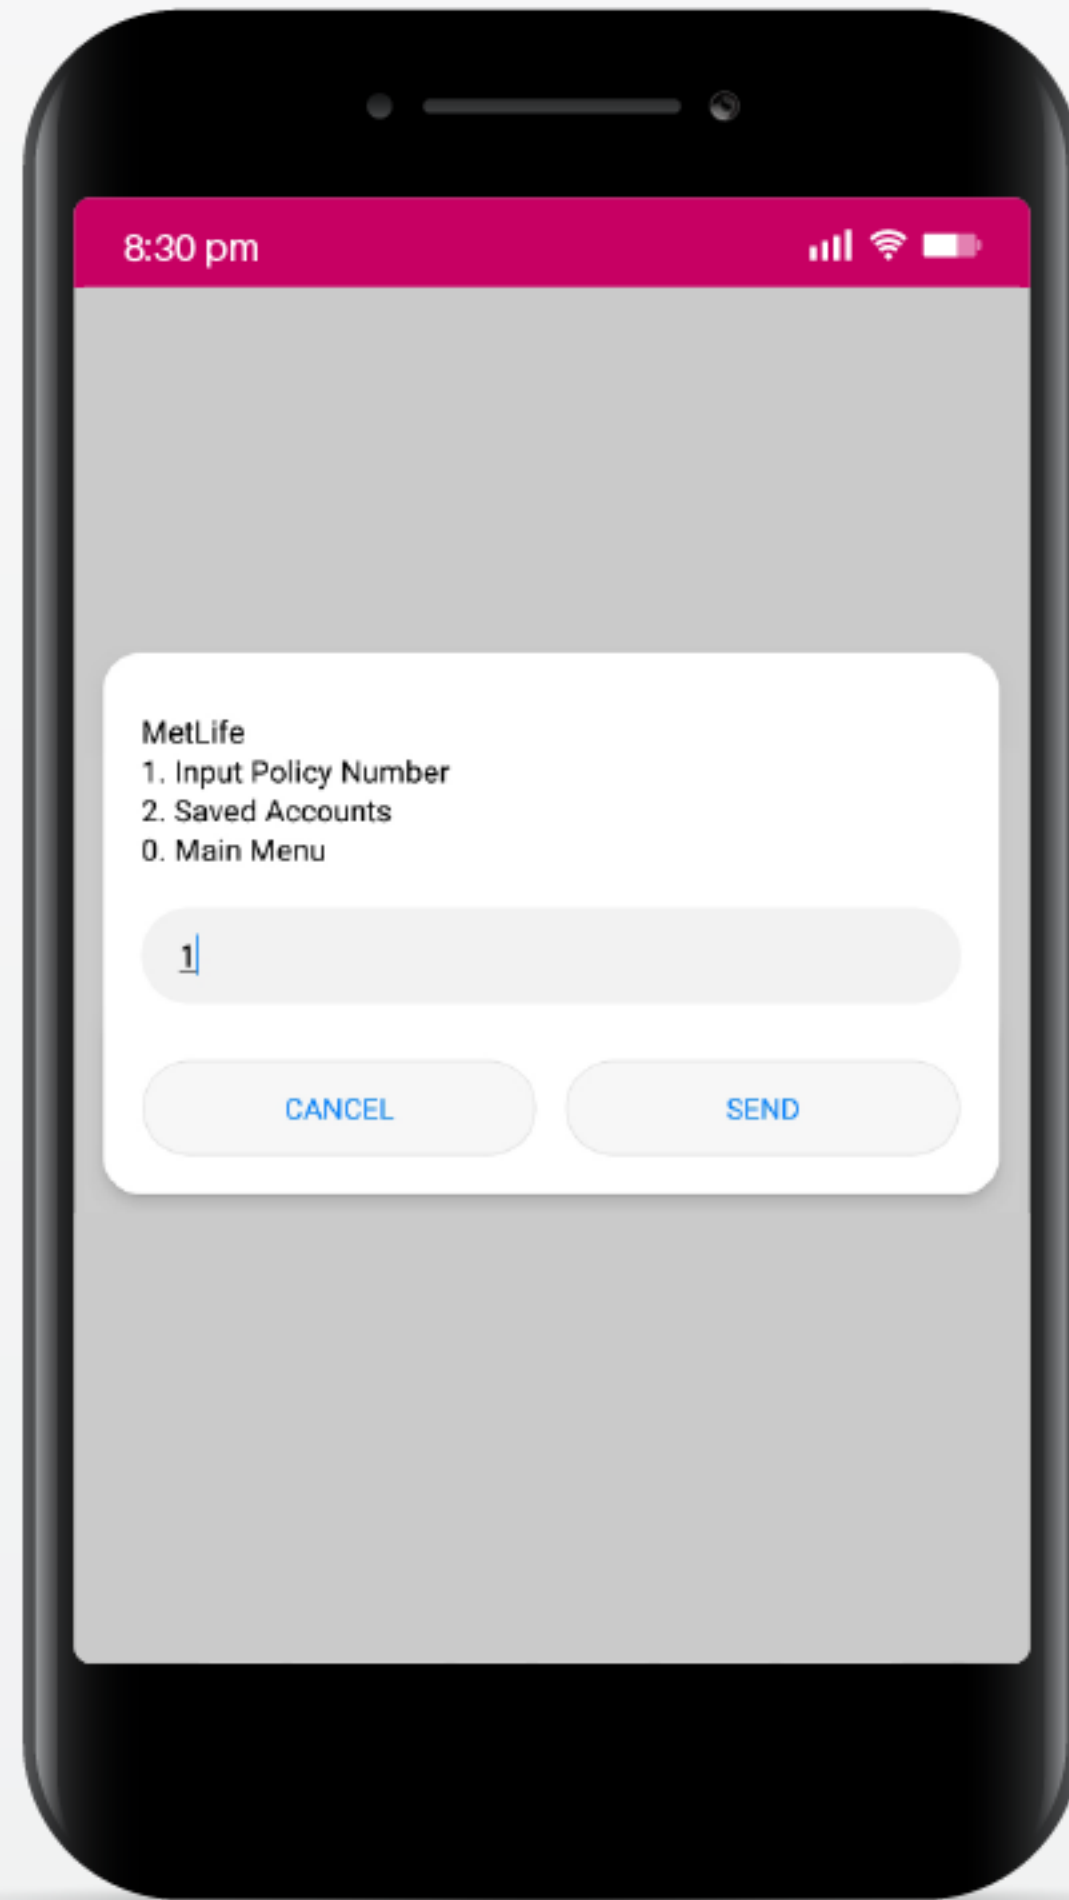 8:30 pm
MetLife
1. Input Policy Number
2. Saved Accounts
0. Main Menu
1
CANCEL SEND